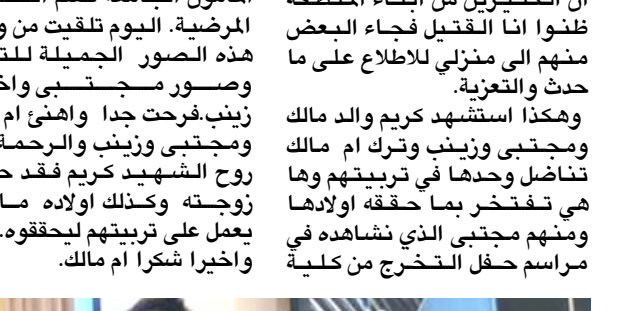 ظنوا انا القتيل فجاء البعض
منهم الى منزلي للاطلاع على ما
حدث والتعزية.
وهكذا استشهد كريم والد مالك
ومجتبى وزينب وترك ام مالك
تناضل وحدها في تربيتهم وها
هي تفتخر بما حققه اولادها
ومنهم مجتبى الذي نشاهده في
مراسم حفل التخرج من كلية
المرضية. اليوم تلقيت من و
هذه الصور الجميلة للت
وصور مجتبى واخ
زينب.فرحت جدا واهنئ ام
ومجتبى وزينب والرحمة
روح الشهيد كريم فقد ح
زوجته وكذلك اولاده ما
يعمل على تربيتهم ليحققوه.
واخيرا شكرا ام مالك.